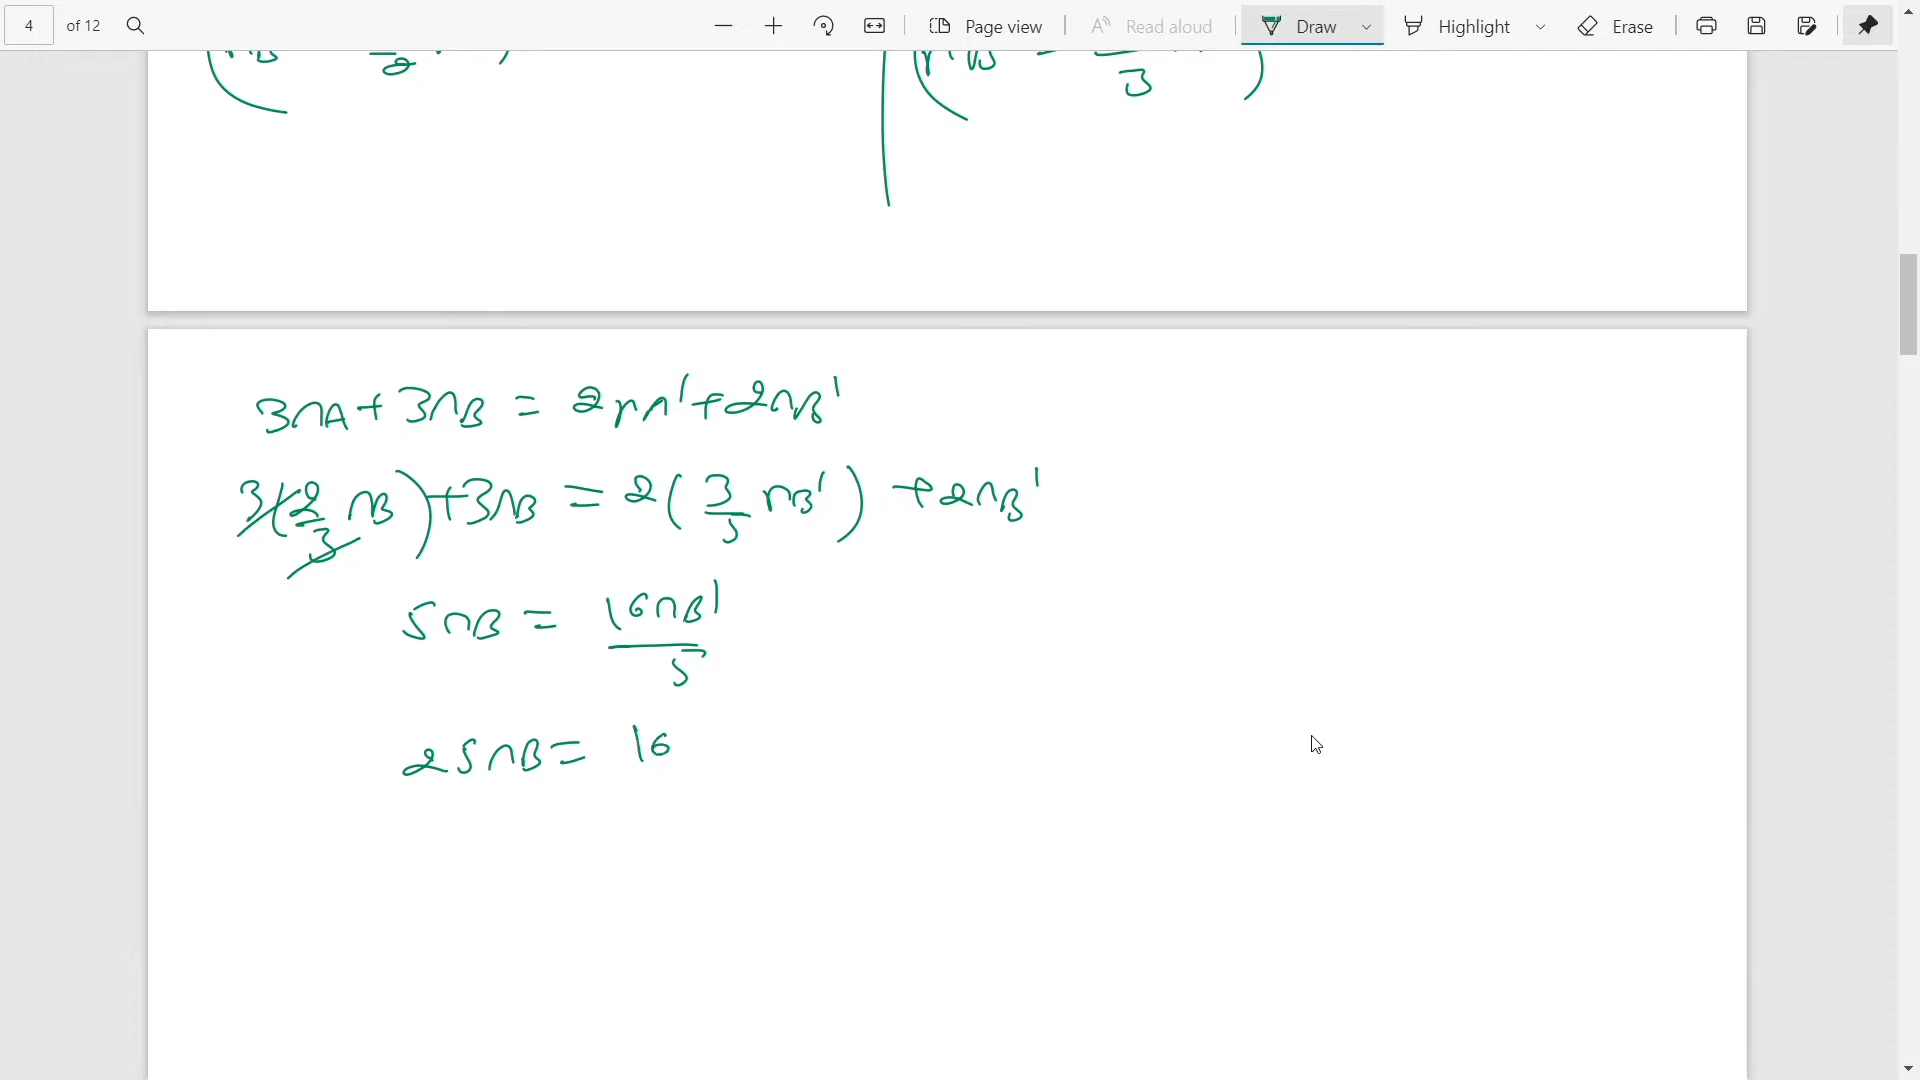 4 of 12 Page view Read aloud Draw Highlight Erase
3nA + 3nB = 2nA' + 2nB'
3(2/3 nB) + 3nB = 2(3/5 nB') + 2nB'
5nB = 16nB'/5
25nB = 16